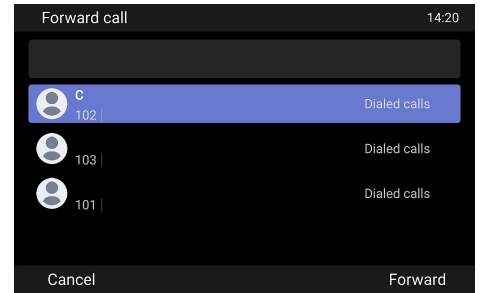 Forward call 14:20
C
102 Dialed calls
103 Dialed calls
101 Dialed calls
Cancel Forward